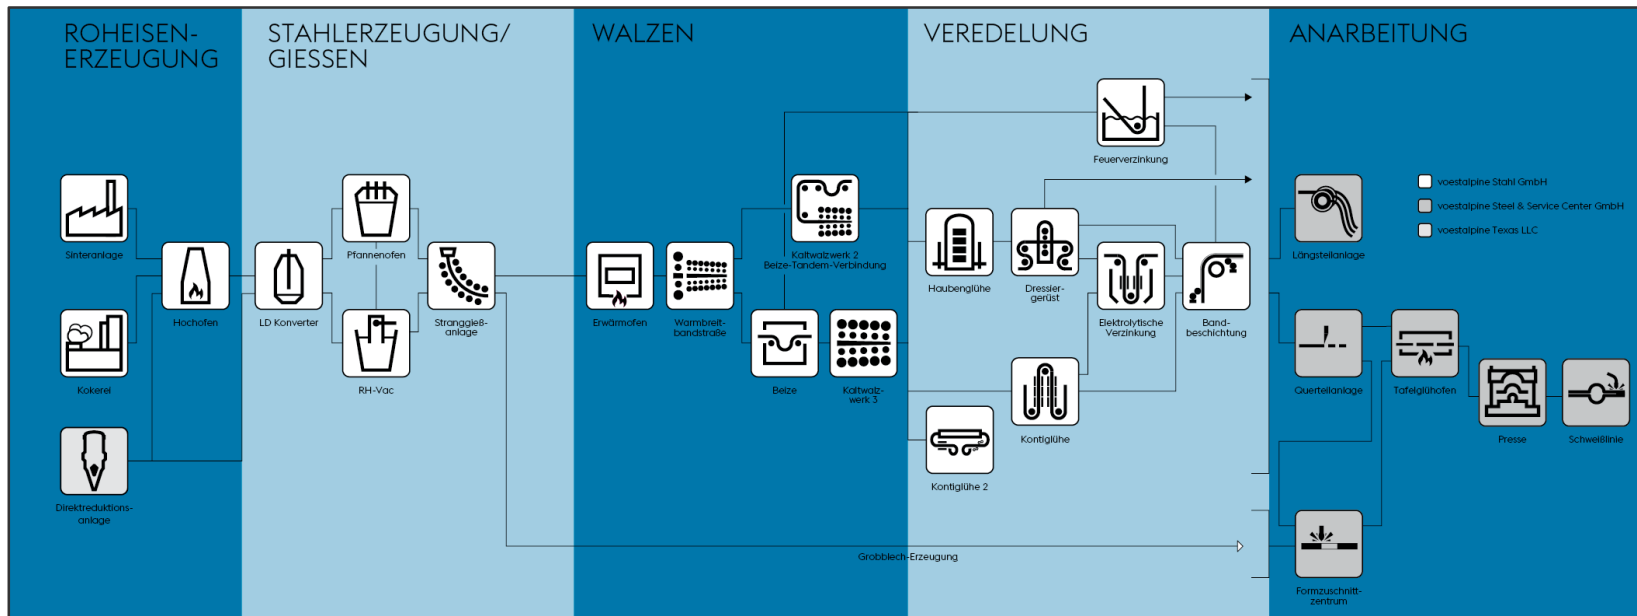 ROHEISEN-
ERZEUGUNG
STAHLERZEUGUNG/
GIESSEN
WALZEN
VEREDELUNG
ANARBEITUNG
Feuerverzinkung
voestalpine Stahl GmbH
voestalpine Steel & Service Center GmbH
voestalpine Texas LLC
Sinteranlage
Pfannenofen
Kaltwalzwerk 2
Beize-Tandem-Verbindung
Längsteilanlage
Haubenglühe
Dressier-
gerüst
Hochofen
LD Konverter
Stranggieß-
anlage
Erwärmofen
Warmbreit-
bandstraße
Elektrolytische
Verzinkung
Band-
beschichtung
Kokerei
RH-Vac
Beize
Kaltwalz-
werk 3
Querteilanlage
Tafelglühofen
Kontiglühe
Presse
Schweißlinie
Kontiglühe 2
Direktreduktions-
anlage
Grobblech-Erzeugung
Formzuschnitt-
zentrum